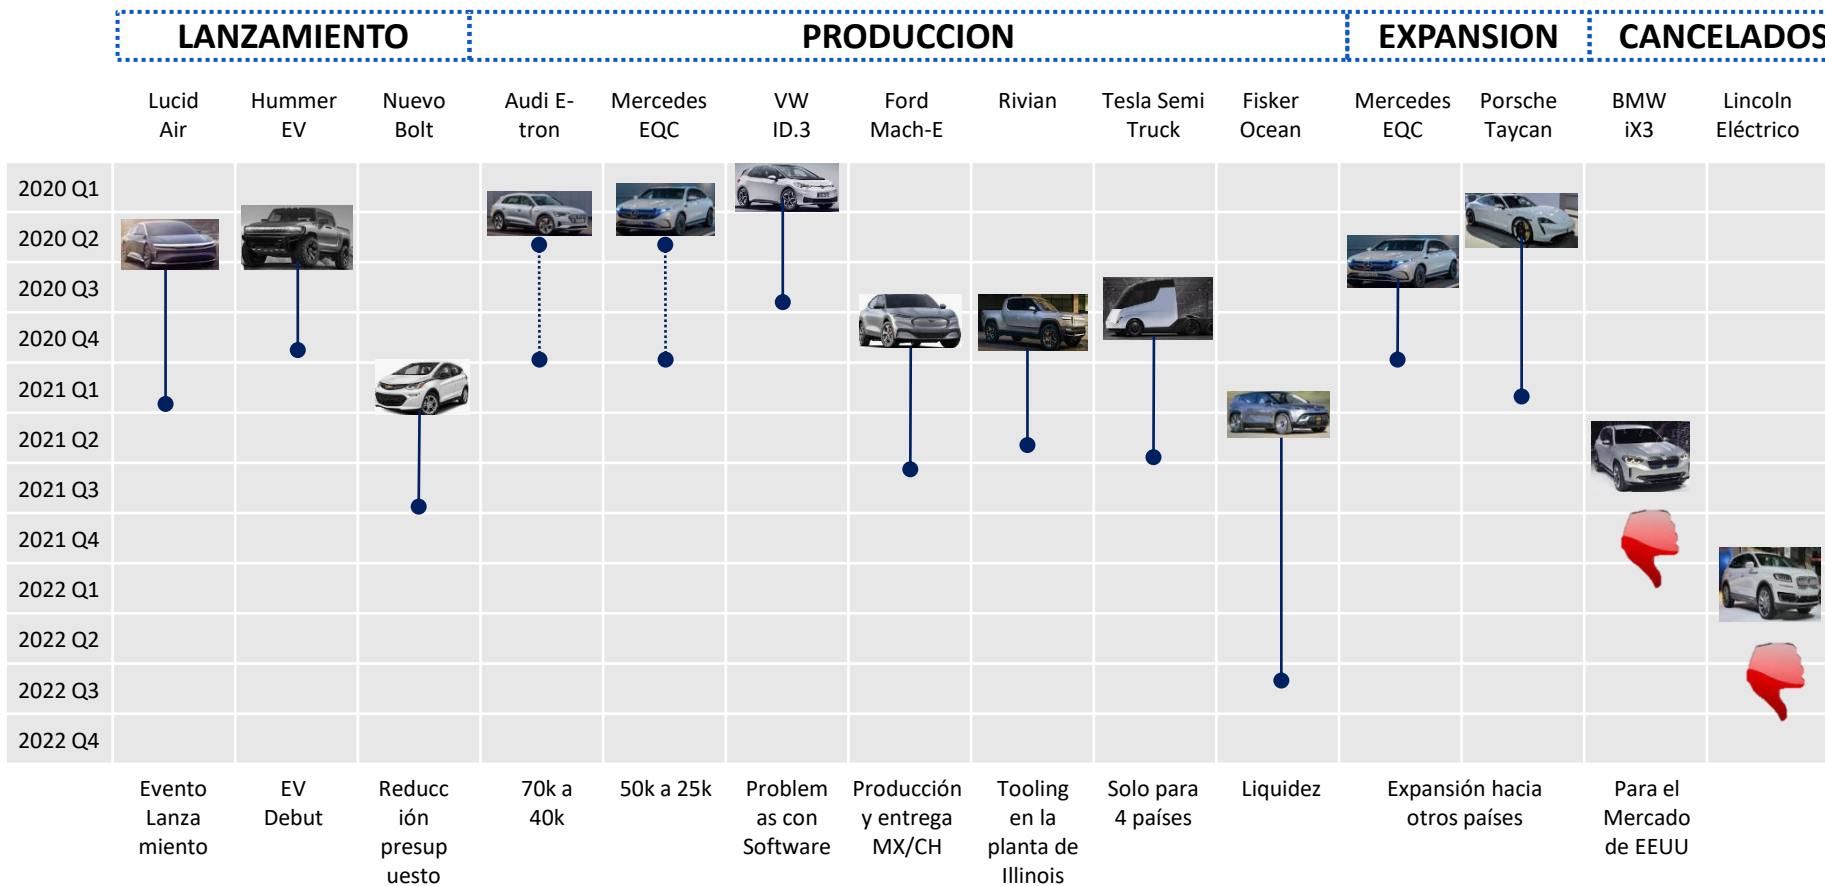 LANZAMIENTO
PRODUCCION
EXPANSION
CANCELADOS
Lucid
Air
Hummer
EV
Nuevo
Bolt
Audi E-
tron
Mercedes
EQC
VW
ID.3
Ford
Mach-E
Rivian
Tesla Semi
Truck
Fisker
Ocean
Mercedes
EQC
Porsche
Taycan
BMW
iX3
Lincoln
Eléctrico
2020 Q1
2020 Q2
2020 Q3
2020 Q4
2021 Q1
2021 Q2
2021 Q3
2021 Q4
2022 Q1
2022 Q2
2022 Q3
2022 Q4
Evento
Lanza
miento
EV
Debut
Reducc
ión
presup
uesto
70k a
40k
50k a 25k
Problem
as con
Software
Producción
y entrega
MX/CH
Tooling
en la
planta de
Illinois
Solo para
4 países
Liquidez
Expansión hacia
otros países
Para el
Mercado
de EEUU